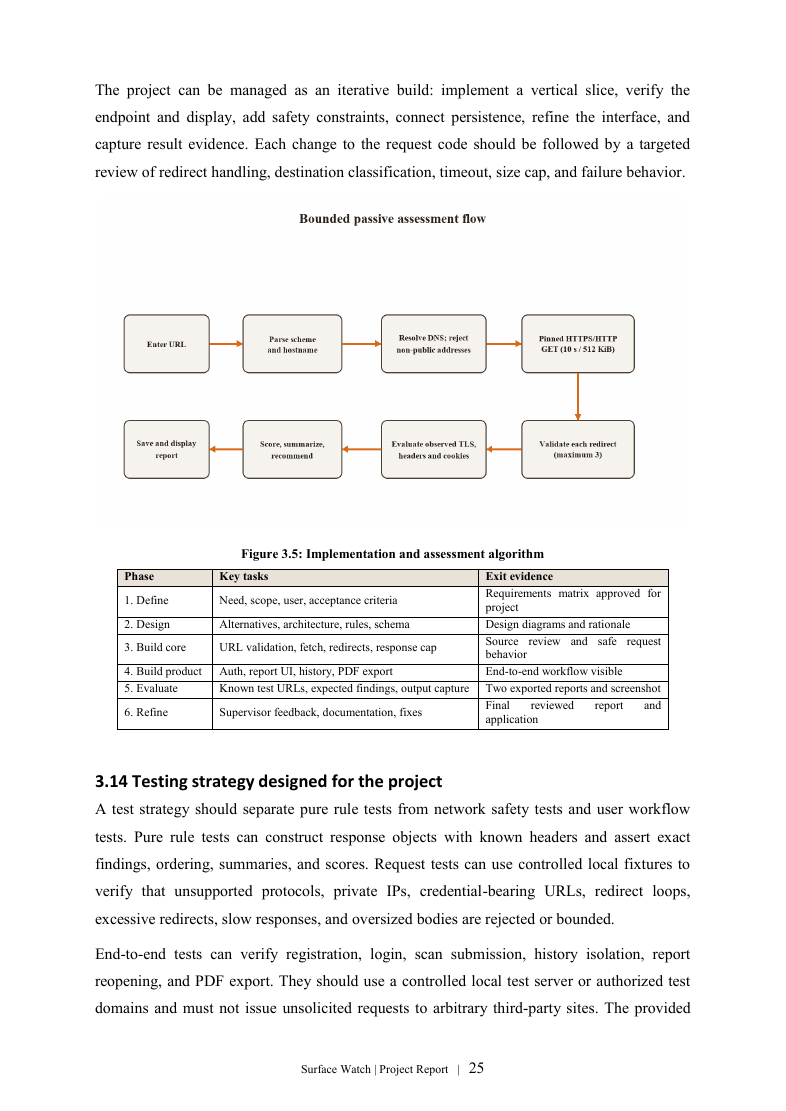 The project can be managed as an iterative build: implement a vertical slice, verify the
endpoint and display, add safety constraints, connect persistence, refine the interface, and
capture result evidence. Each change to the request code should be followed by a targeted
review of redirect handling, destination classification, timeout, size cap, and failure behavior.
Bounded passive assessment flow
Enter URL
Parse scheme
and hostname
Resolve DNS; reject
non-public addresses
Pinned HTTPS/HTTP
GET (10 s / 512 KiB)
Validate each redirect
(maximum 3)
Evaluate observed TLS,
headers and cookies
Score, summarize,
recommend
Save and display
report
Figure 3.5: Implementation and assessment algorithm
Phase Key tasks Exit evidence
1. Define Need, scope, user, acceptance criteria Requirements matrix approved for
project
2. Design Alternatives, architecture, rules, schema Design diagrams and rationale
3. Build core URL validation, fetch, redirects, response cap Source review and safe request
behavior
4. Build product Auth, report UI, history, PDF export End-to-end workflow visible
5. Evaluate Known test URLs, expected findings, output capture Two exported reports and screenshot
6. Refine Supervisor feedback, documentation, fixes Final reviewed report and
application
3.14 Testing strategy designed for the project
A test strategy should separate pure rule tests from network safety tests and user workflow
tests. Pure rule tests can construct response objects with known headers and assert exact
findings, ordering, summaries, and scores. Request tests can use controlled local fixtures to
verify that unsupported protocols, private IPs, credential-bearing URLs, redirect loops,
excessive redirects, slow responses, and oversized bodies are rejected or bounded.
End-to-end tests can verify registration, login, scan submission, history isolation, report
reopening, and PDF export. They should use a controlled local test server or authorized test
domains and must not issue unsolicited requests to arbitrary third-party sites. The provided
Surface Watch | Project Report | 25